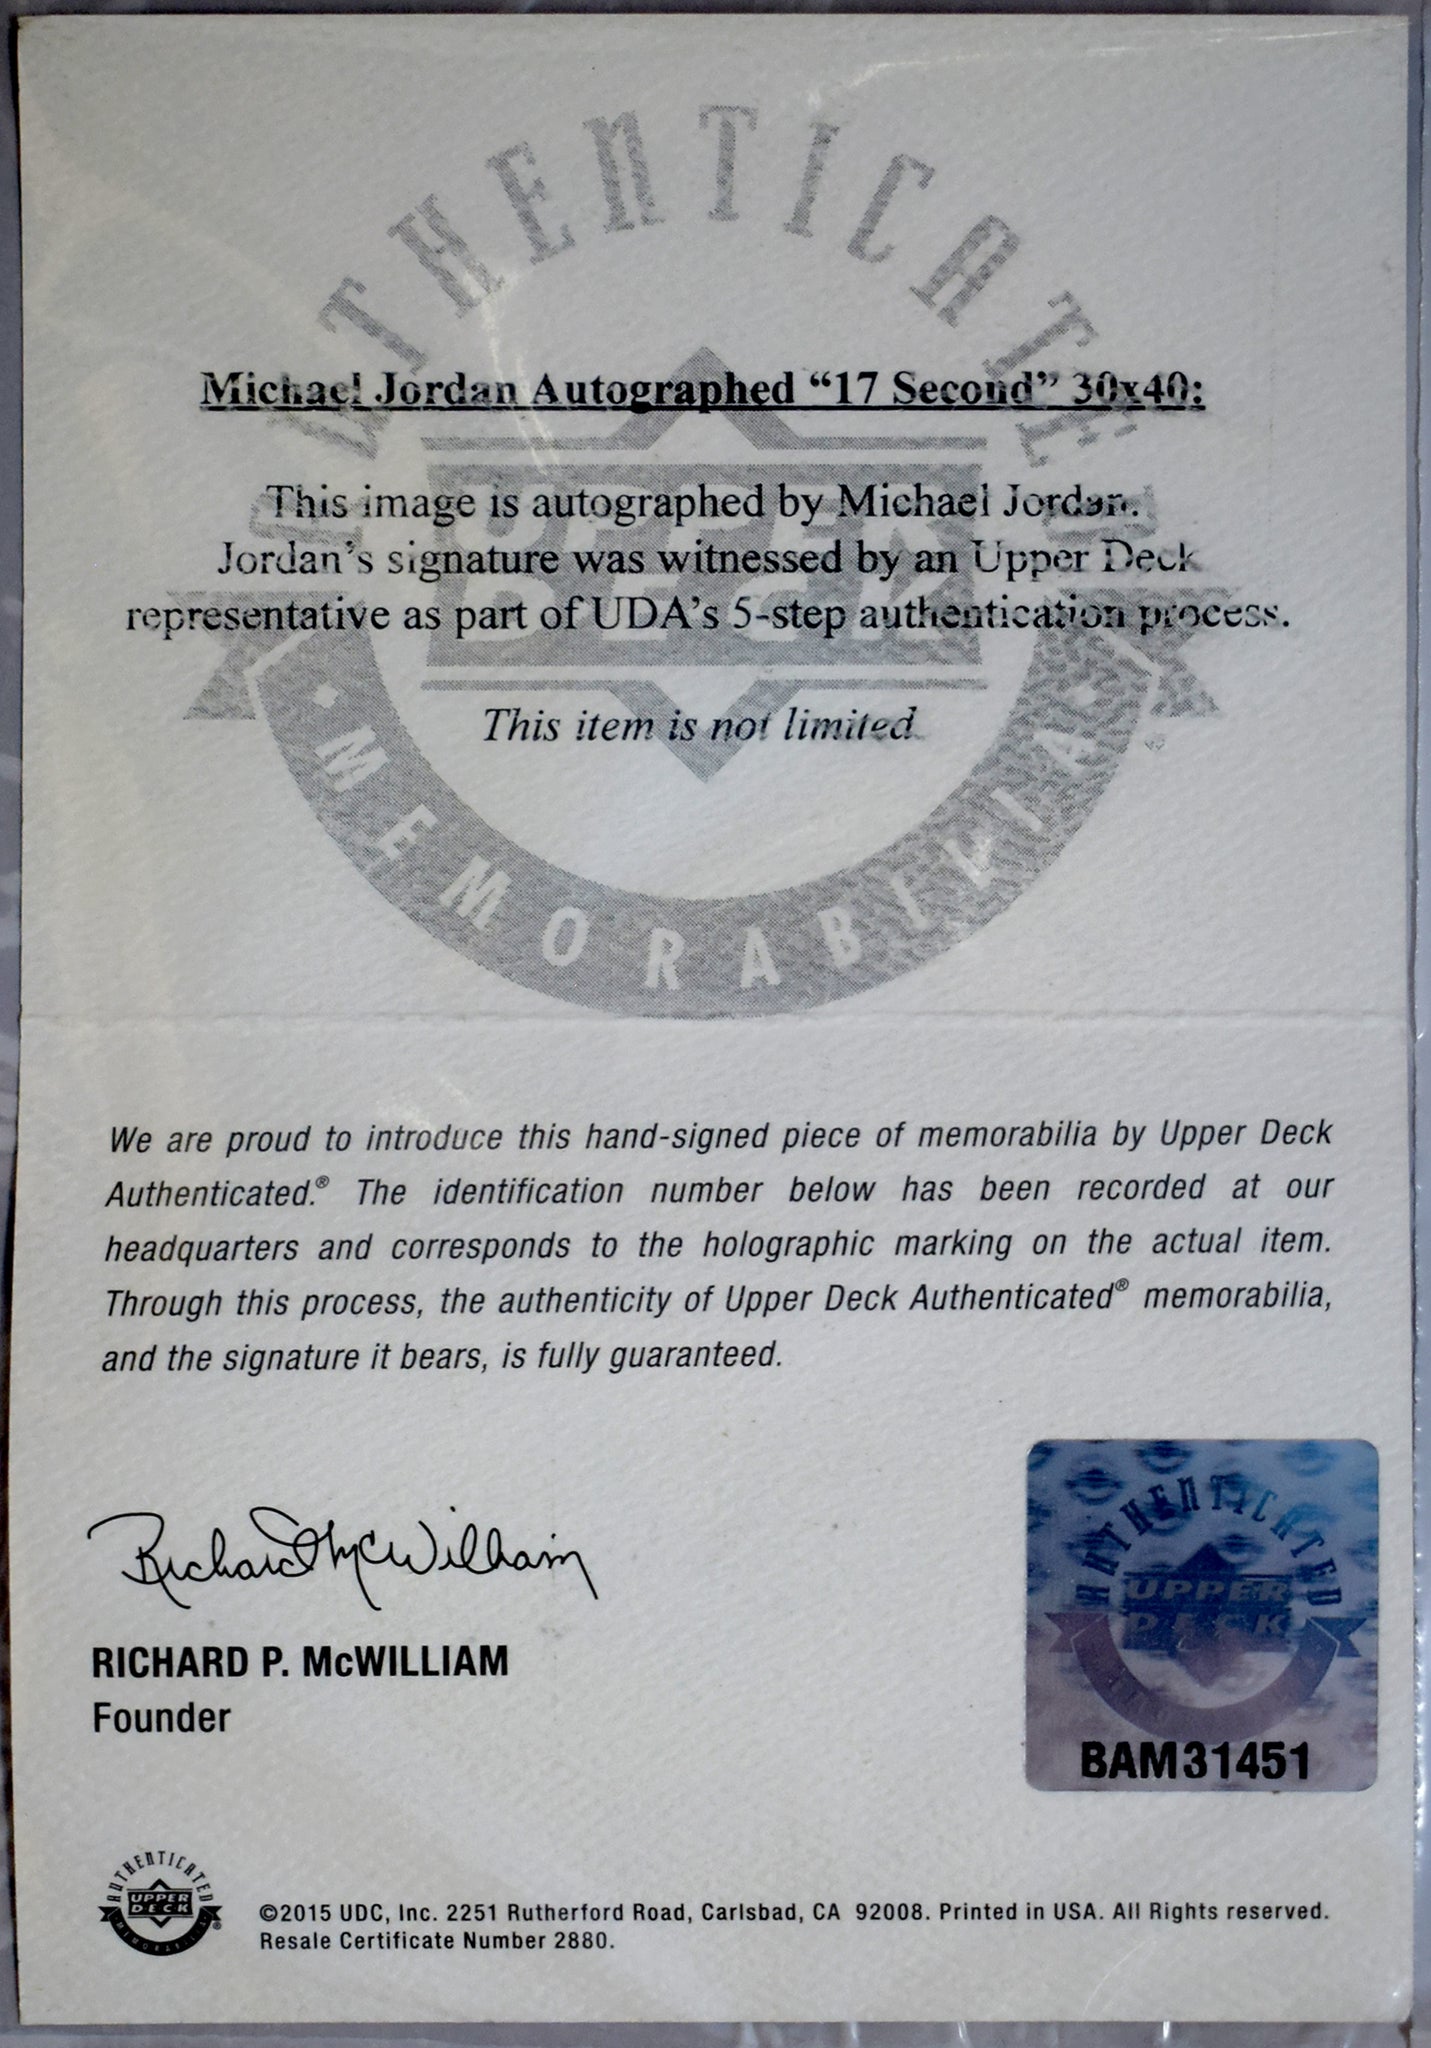 AUTHENTICATED
Michael Jordan Autographed “17 Second” 30x40:
This image is autographed by Michael Jordan.
Jordan’s signature was witnessed by an Upper Deck
representative as part of UDA’s 5-step authentication process.
This item is not limited.
MEMORABILIA
We are proud to introduce this hand-signed piece of memorabilia by Upper Deck
Authenticated.® The identification number below has been recorded at our
headquarters and corresponds to the holographic marking on the actual item.
Through this process, the authenticity of Upper Deck Authenticated® memorabilia,
and the signature it bears, is fully guaranteed.
Richard McWilliam
RICHARD P. McWILLIAM
Founder
AUTHENTICATED
UPPER
DECK
BAM31451
AUTHENTICATED
UPPER
DECK
MEMORABILIA
©2015 UDC, Inc. 2251 Rutherford Road, Carlsbad, CA 92008. Printed in USA. All Rights reserved.
Resale Certificate Number 2880.